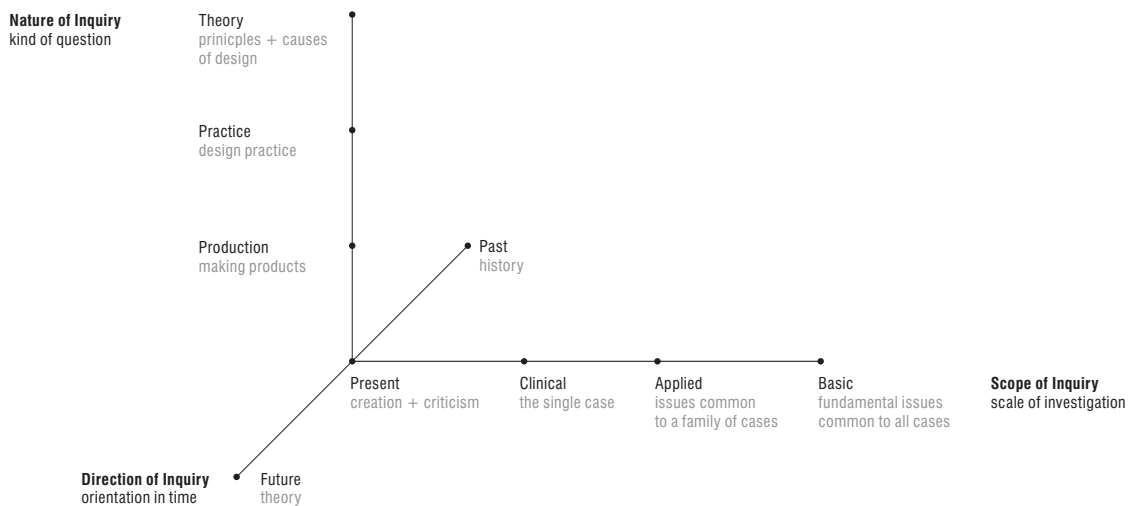 Nature of Inquiry
kind of question
Theory
prinicples + causes
of design
Practice
design practice
Production
making products
Past
history
Present
creation + criticism
Clinical
the single case
Applied
issues common
to a family of cases
Basic
fundamental issues
common to all cases
Scope of Inquiry
scale of investigation
Direction of Inquiry
orientation in time
Future
theory